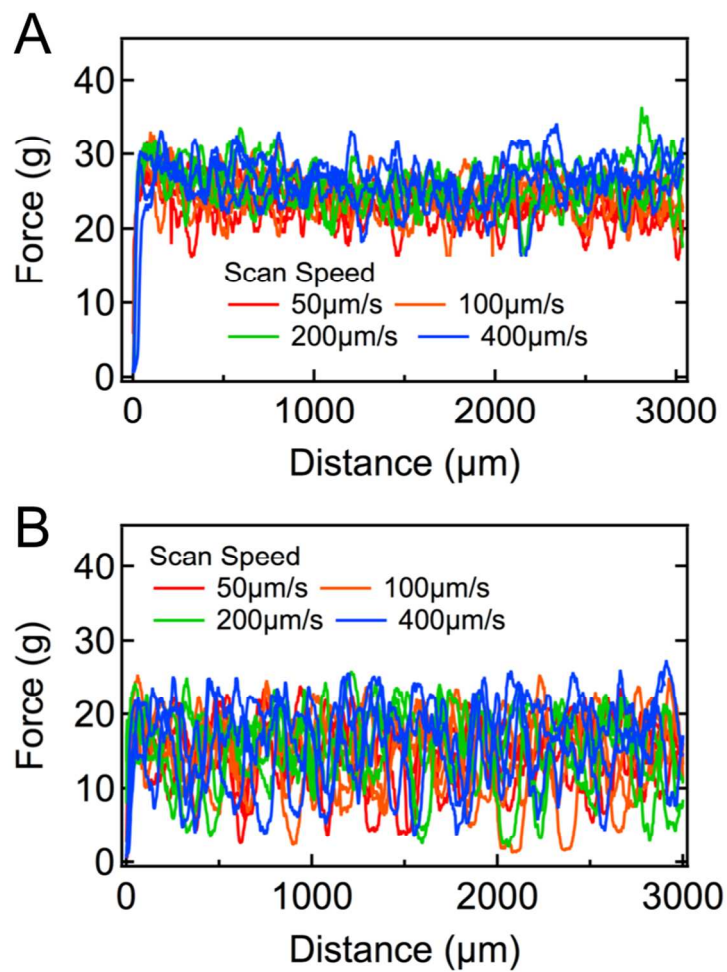 A
Force (g)
40
30
20
10
0
Scan Speed
50µm/s 100µm/s
200µm/s 400µm/s
0 1000 2000 3000
Distance (µm)
B
Force (g)
40
30
20
10
0
Scan Speed
50µm/s 100µm/s
200µm/s 400µm/s
0 1000 2000 3000
Distance (µm)